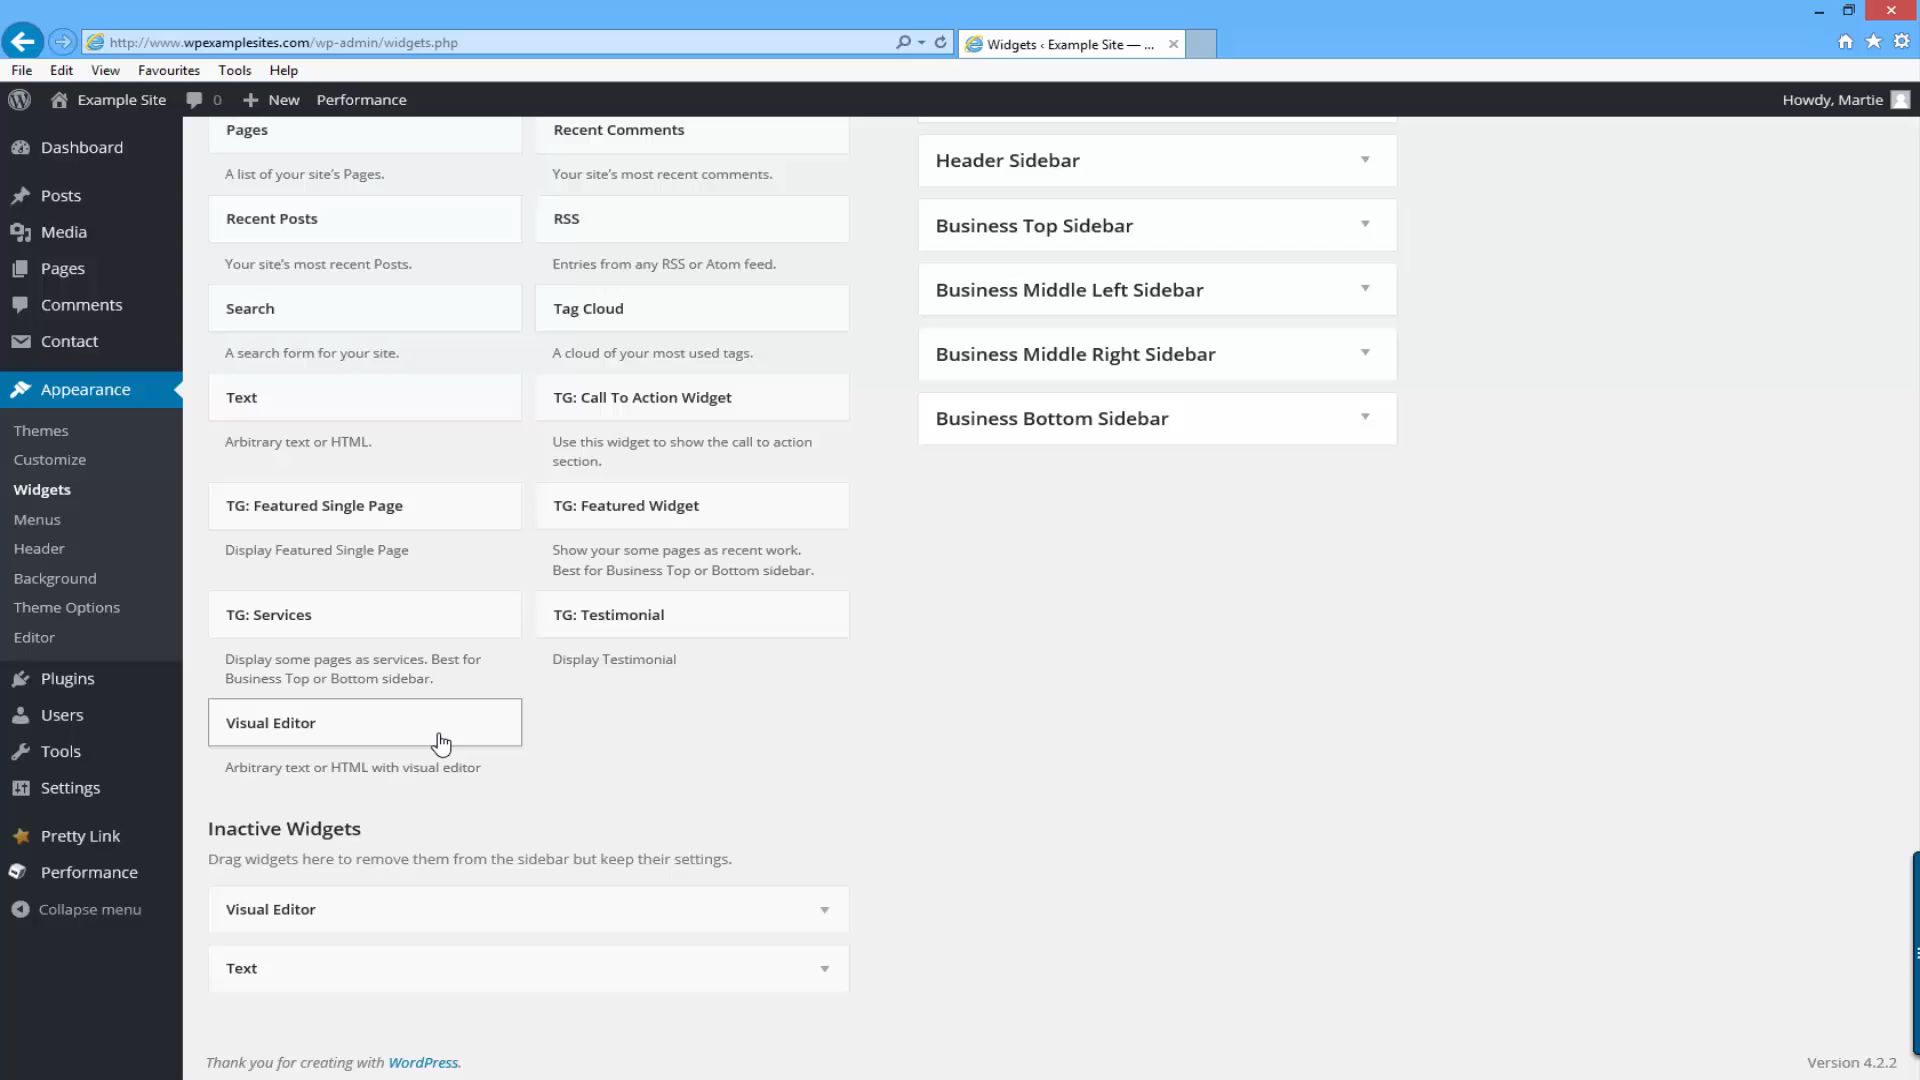 http://www.wpexamplesites.com/wp-admin/widgets.php
Widgets ‹ Example Site — ...
File Edit View Favourites Tools Help
Example Site 0 New Performance
Howdy, Martie
Dashboard
Posts
Media
Pages
Comments
Contact
Appearance
Themes
Customize
Widgets
Menus
Header
Background
Theme Options
Editor
Plugins
Users
Tools
Settings
Pretty Link
Performance
Collapse menu
Pages
A list of your site's Pages.
Recent Comments
Your site's most recent comments.
Recent Posts
Your site's most recent Posts.
RSS
Entries from any RSS or Atom feed.
Search
A search form for your site.
Tag Cloud
A cloud of your most used tags.
Text
Arbitrary text or HTML.
TG: Call To Action Widget
Use this widget to show the call to action
section.
TG: Featured Single Page
Display Featured Single Page
TG: Featured Widget
Show your some pages as recent work.
Best for Business Top or Bottom sidebar.
TG: Services
Display some pages as services. Best for
Business Top or Bottom sidebar.
TG: Testimonial
Display Testimonial
Visual Editor
Arbitrary text or HTML with visual editor
Inactive Widgets
Drag widgets here to remove them from the sidebar but keep their settings.
Visual Editor
Text
Header Sidebar
Business Top Sidebar
Business Middle Left Sidebar
Business Middle Right Sidebar
Business Bottom Sidebar
Thank you for creating with WordPress.
Version 4.2.2